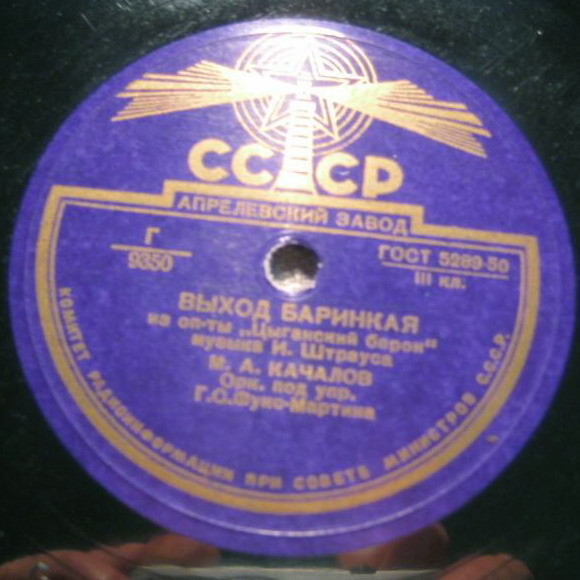 СССР
АПРЕЛЕВСКИЙ ЗАВОД
Г
9350
ГОСТ 5289-50
III кл.
ВЫХОД БАРИНКАЯ
из оп-ты „Цыганский барон“
музыка И. Штрауса
М. А. КАЧАЛОВ
Орк. под упр.
Г.С.Фукс-Мартина
КОМИТЕТ РАДИОИНФОРМАЦИИ ПРИ СОВЕТЕ МИНИСТРОВ С.С.С.Р.